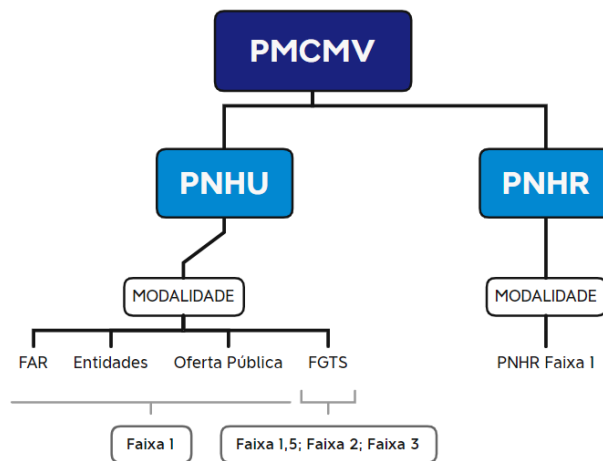 PMCMV
PNHU
PNHR
MODALIDADE
MODALIDADE
FAR
Entidades
Oferta Pública
FGTS
PNHR Faixa 1
Faixa 1
Faixa 1,5; Faixa 2; Faixa 3